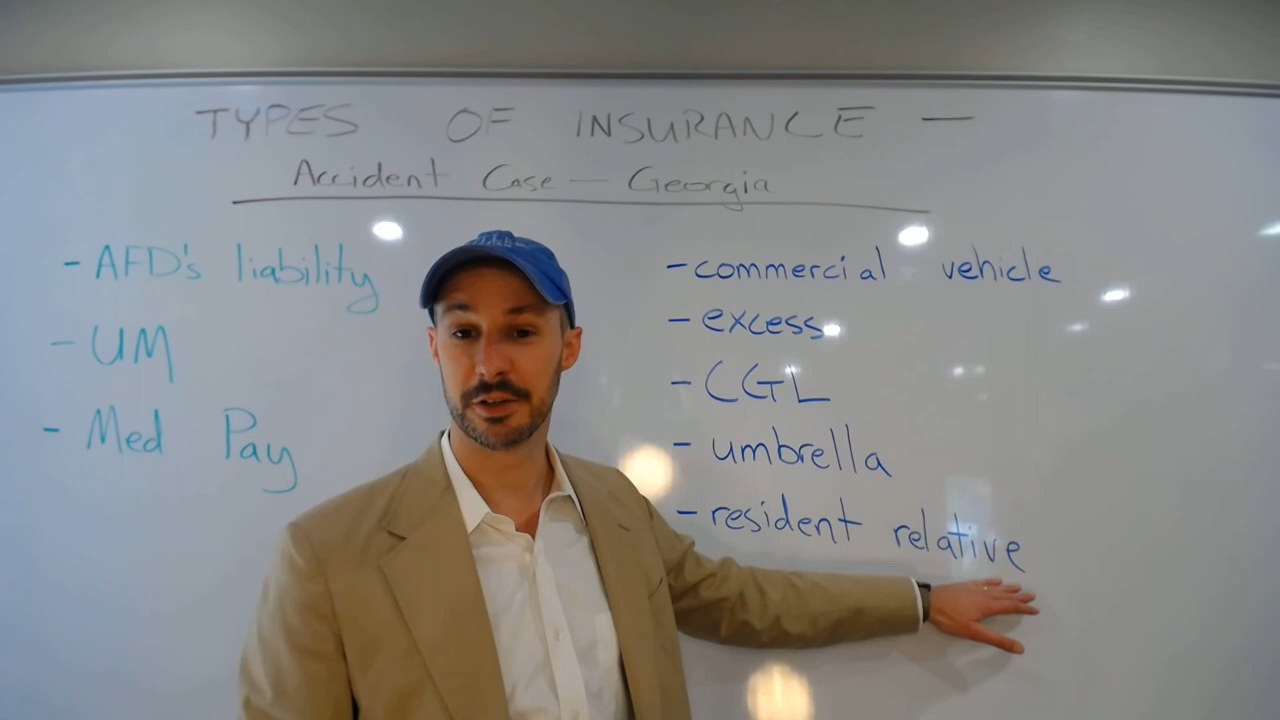 TYPES OF INSURANCE —
Accident Case — Georgia
- AFD's liability
- UM
- Med Pay
- commercial vehicle
- excess
- CGL
- umbrella
- resident relative